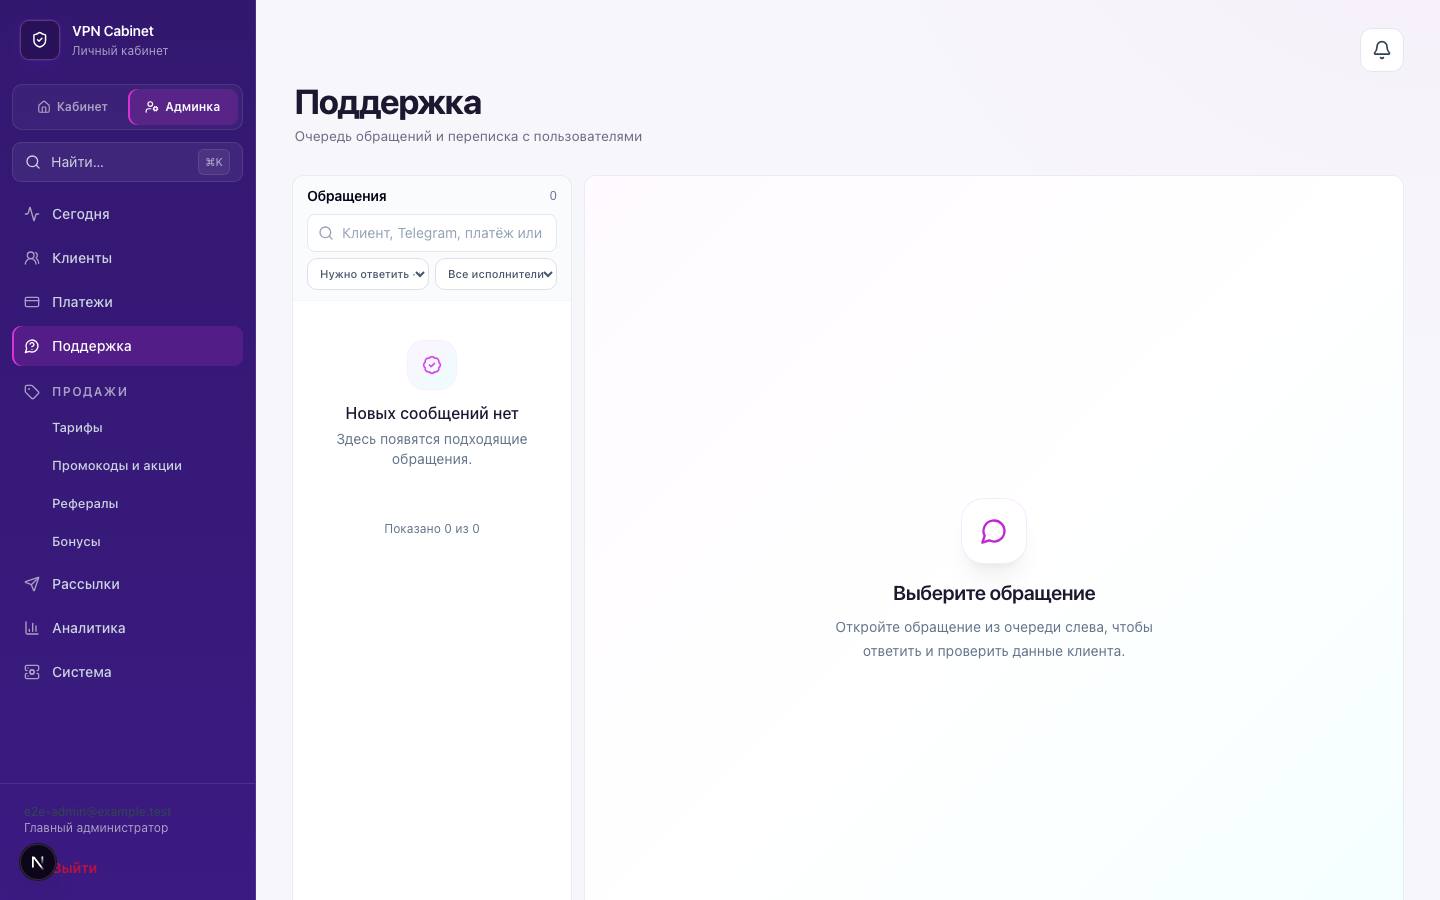 VPN Cabinet
Личный кабинет
Кабинет
Админка
Найти...
⌘K
Сегодня
Клиенты
Платежи
Поддержка
ПРОДАЖИ
Тарифы
Промокоды и акции
Рефералы
Бонусы
Рассылки
Аналитика
Система
e2e-admin@example.test
Главный администратор
N
Выйти
Поддержка
Очередь обращений и переписка с пользователями
Обращения
0
Клиент, Telegram, платёж или
Нужно ответить ·
Все исполнители
Новых сообщений нет
Здесь появятся подходящие
обращения.
Показано 0 из 0
Выберите обращение
Откройте обращение из очереди слева, чтобы
ответить и проверить данные клиента.